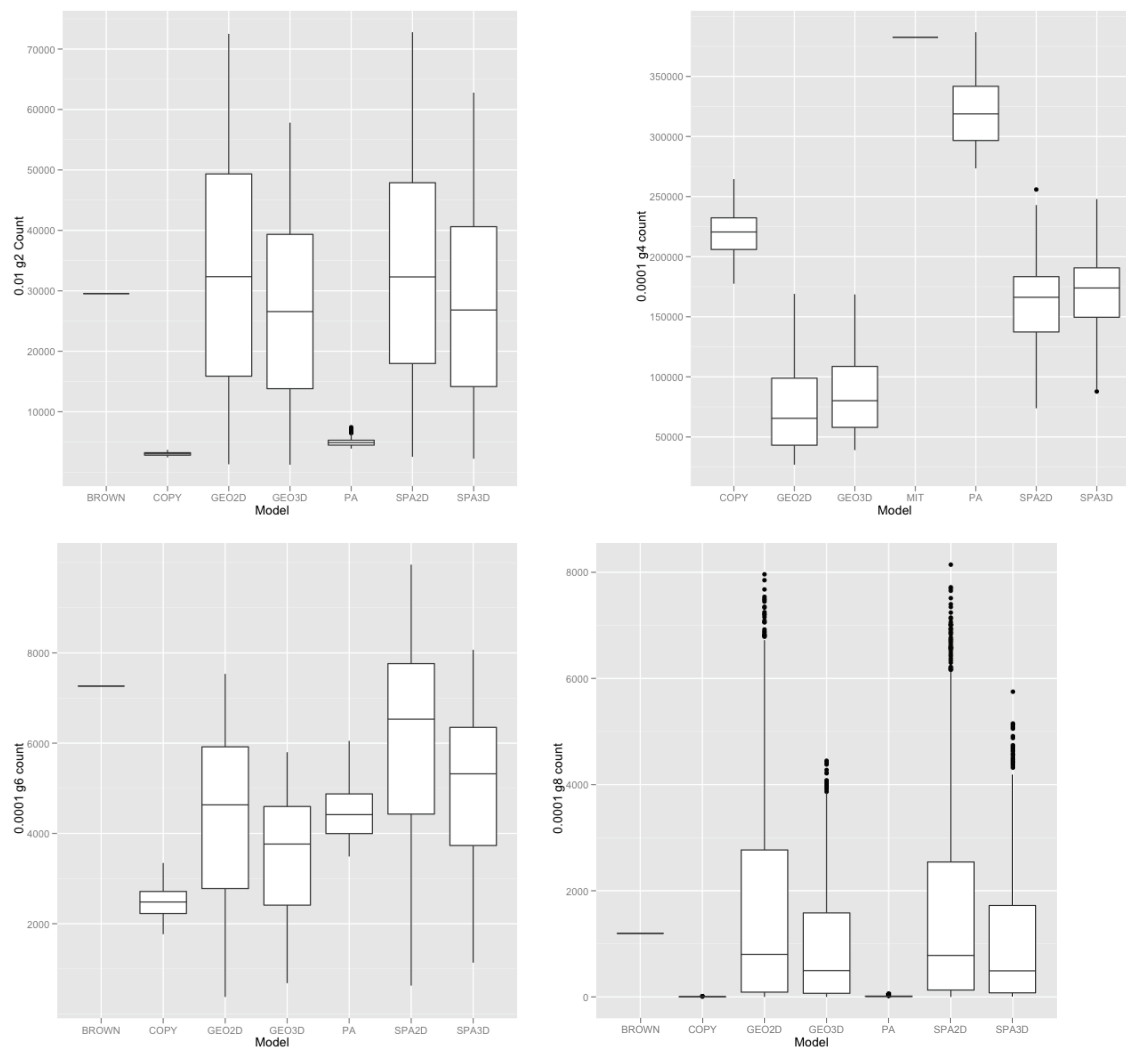 0.01 g2 Count
70000
60000
50000
40000
30000
20000
10000
0
BROWN COPY GEO2D GEO3D PA SPA2D SPA3D
Model
0.0001 g4 count
350000
300000
250000
200000
150000
100000
50000
COPY GEO2D GEO3D MIT PA SPA2D SPA3D
Model
0.0001 g6 count
8000
6000
4000
2000
BROWN COPY GEO2D GEO3D PA SPA2D SPA3D
Model
0.0001 g8 count
8000
6000
4000
2000
0
BROWN COPY GEO2D GEO3D PA SPA2D SPA3D
Model